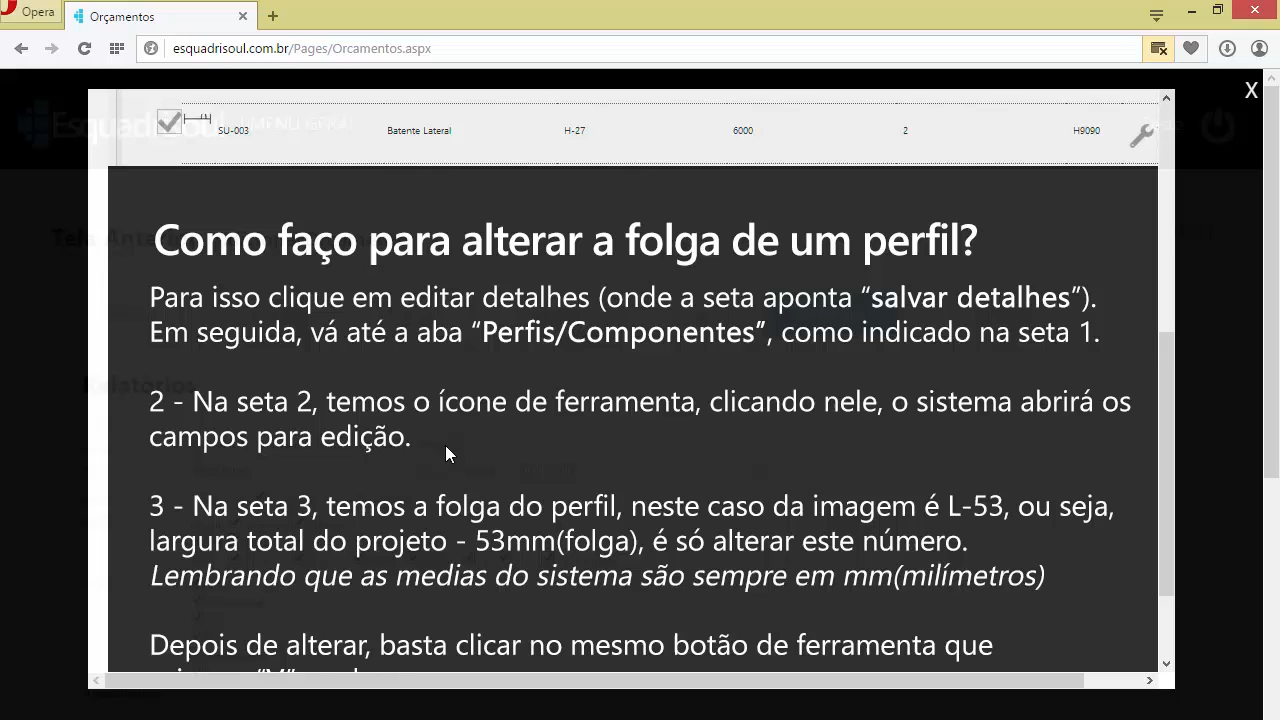 Opera
Orçamentos
esquadrisoul.com.br/Pages/Orcamentos.aspx
X
EsquadriSoul
SU-003 Batente Lateral H-27 6000 2 H9090
Como faço para alterar a folga de um perfil?
Para isso clique em editar detalhes (onde a seta aponta “salvar detalhes”).
Em seguida, vá até a aba “Perfis/Componentes”, como indicado na seta 1.
2 - Na seta 2, temos o ícone de ferramenta, clicando nele, o sistema abrirá os
campos para edição.
3 - Na seta 3, temos a folga do perfil, neste caso da imagem é L-53, ou seja,
largura total do projeto - 53mm(folga), é só alterar este número.
Lembrando que as medias do sistema são sempre em mm(milímetros)
Depois de alterar, basta clicar no mesmo botão de ferramenta que